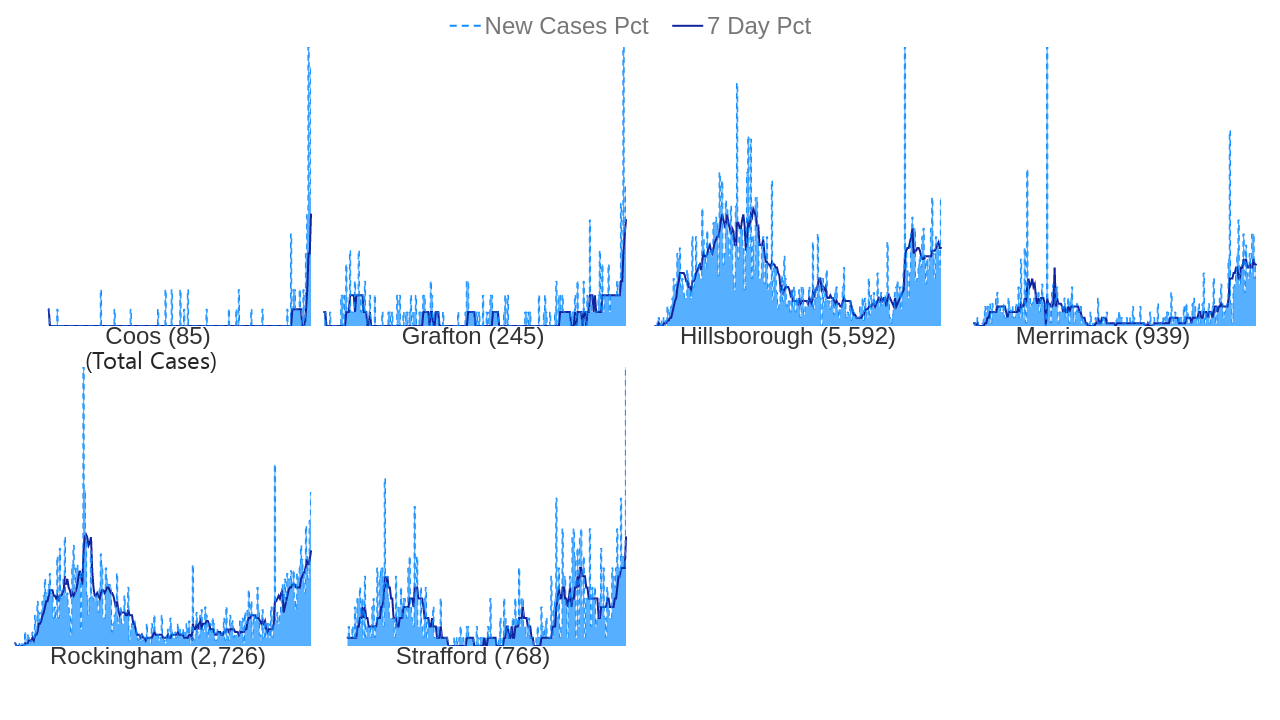 New Cases Pct 7 Day Pct
Coos (85) Grafton (245) Hillsborough (5,592) Merrimack (939)
(Total Cases)
Rockingham (2,726) Strafford (768)